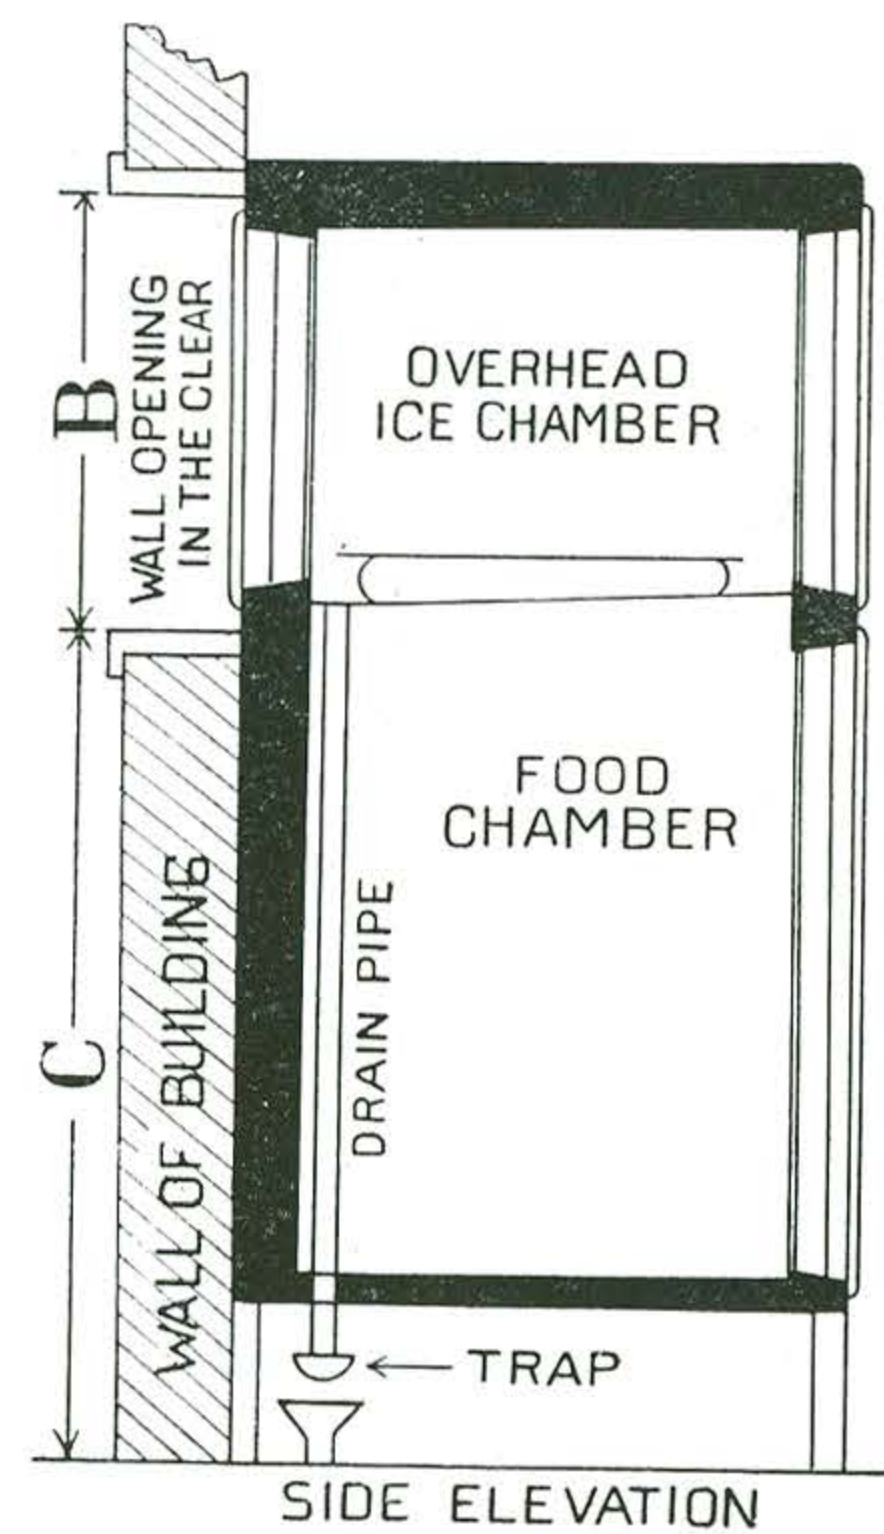 B
WALL OPENING
IN THE CLEAR
OVERHEAD
ICE CHAMBER
FOOD
CHAMBER
DRAIN PIPE
C
WALL OF BUILDING
TRAP
SIDE ELEVATION